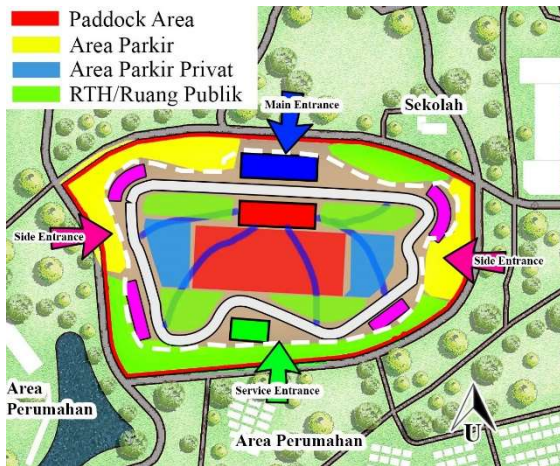 Paddock Area
Area Parkir
Area Parkir Privat
RTH/Ruang Publik
Main Entrance
Sekolah
Side Entrance
Side Entrance
Area
Perumahan
Service Entrance
Area Perumahan
U